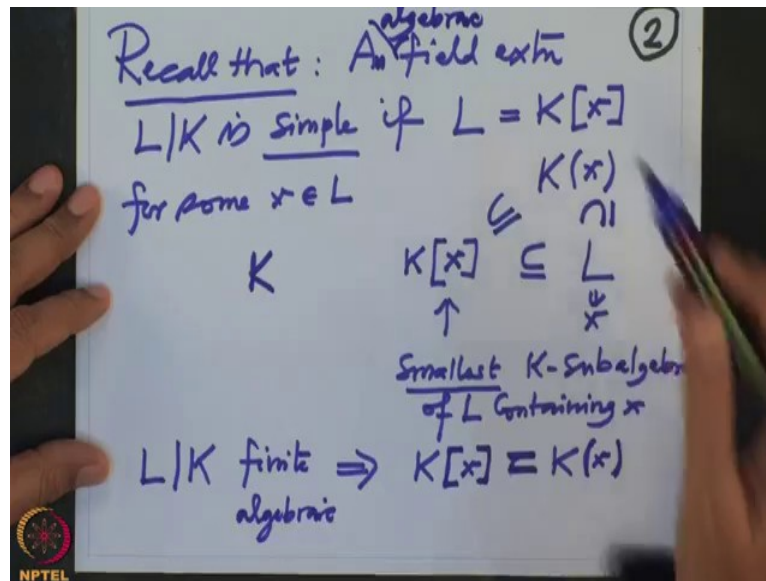 algebraic
Recall that : An field extn
②
L|K is simple if L = K[x]
for some x ∈ L
K(x)
⊆ ∩|
K K[x] ⊆ L
↑ x
Smallest K-Subalgebra
of L Containing x
L|K finite ⇒ K[x] = K(x)
algebraic
NPTEL